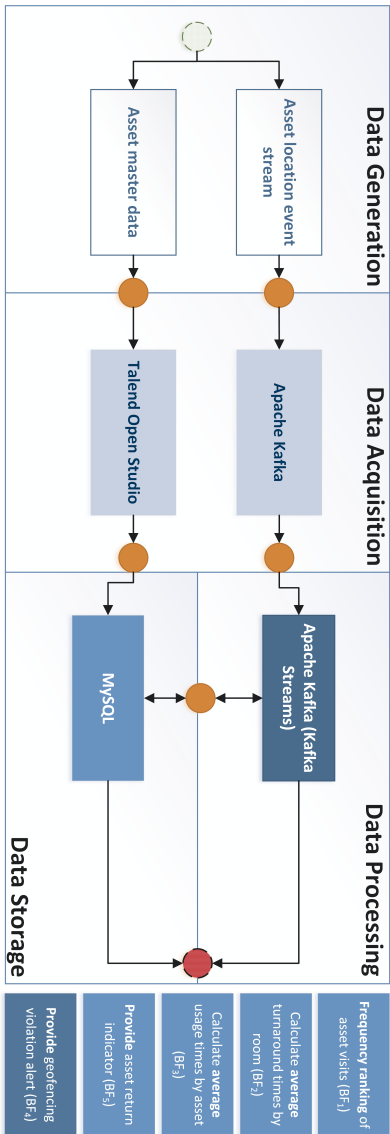 Data Generation
Asset location event
stream
Asset master data
Data Acquisition
Apache Kafka
Talend Open Studio
Data Processing
Apache Kafka (Kafka
Streams)
MySQL
Data Storage
Frequency ranking of
asset visits (BF₁)
Calculate average
turnaround times by
room (BF₂)
Calculate average
usage times by asset
(BF₃)
Provide asset return
indicator (BF₅)
Provide geofencing
violation alert (BF₄)